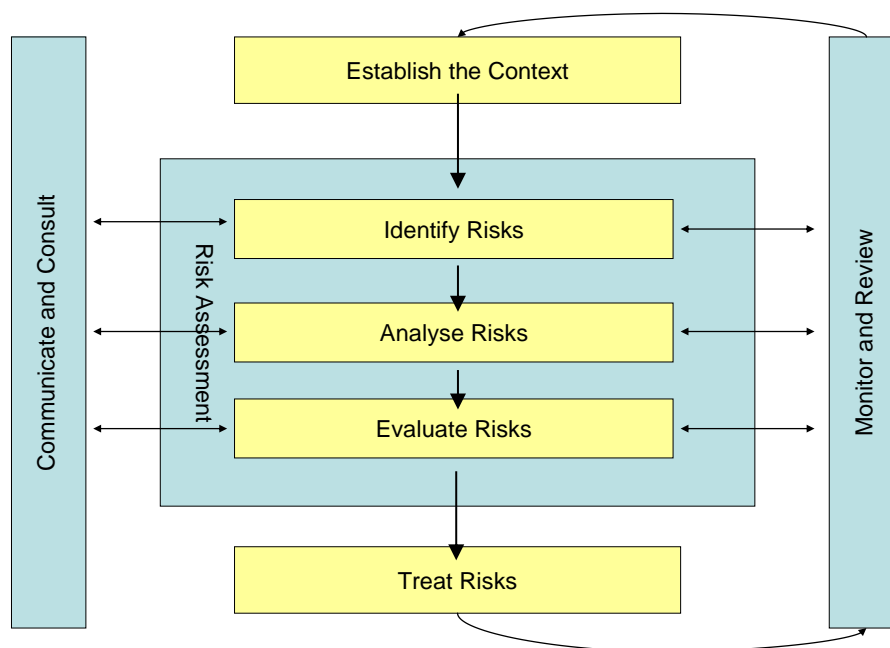 Establish the Context
Communicate and Consult
Risk Assessment
Identify Risks
Analyse Risks
Evaluate Risks
Monitor and Review
Treat Risks